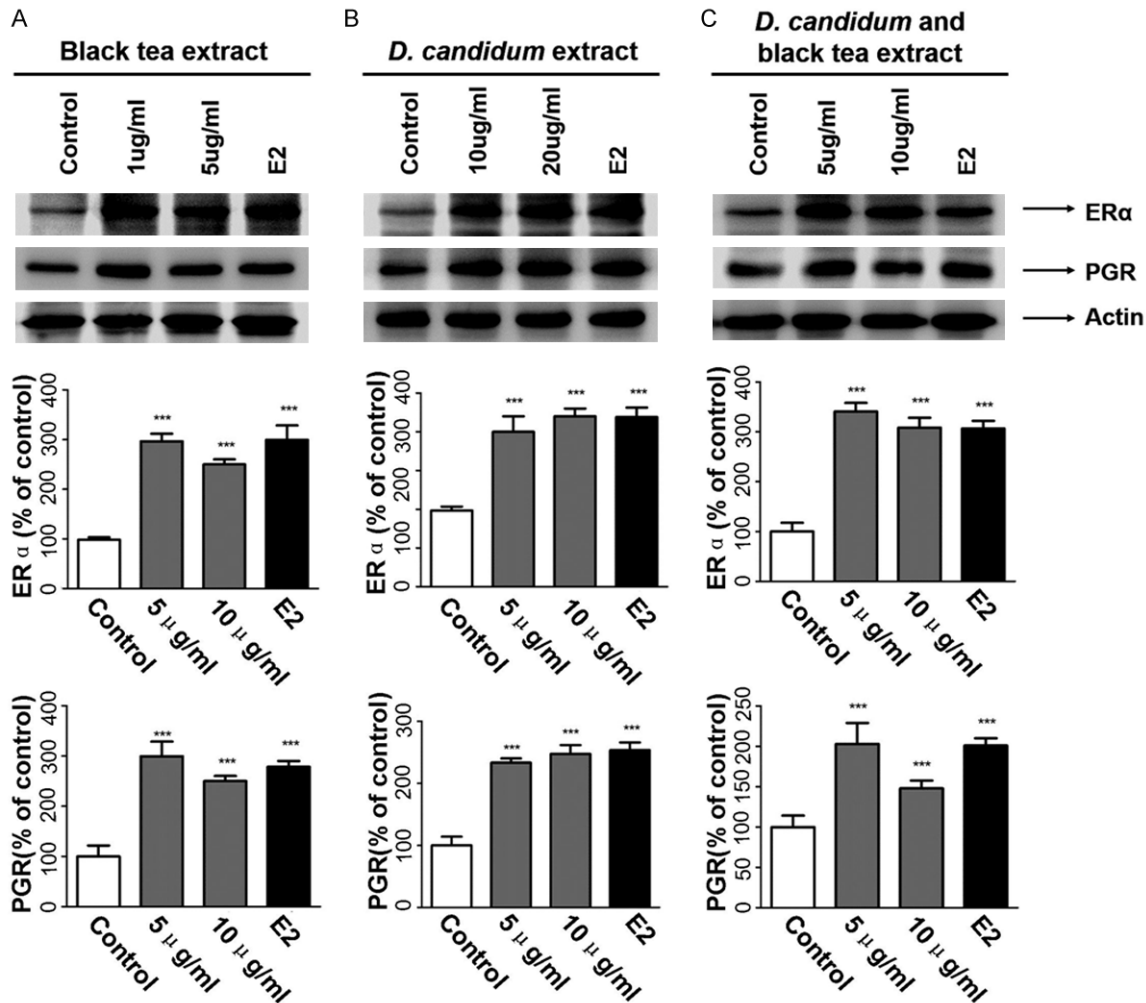 A
B
C
Black tea extract
D. candidum extract
D. candidum and
black tea extract
Control
1ug/ml
5ug/ml
E2
Control
10ug/ml
20ug/ml
E2
Control
5ug/ml
10ug/ml
E2
ERα
PGR
Actin
ER α (% of control)
400
300
200
100
0
***
***
***
Control
5 μ g/ml
10 μ g/ml
E2
ER α (% of control)
400
300
200
100
0
***
***
***
Control
5 μ g/ml
10 μ g/ml
E2
ER α (% of control)
400
300
200
100
0
***
***
***
Control
5 μ g/ml
10 μ g/ml
E2
PGR(% of control)
400
300
200
100
0
***
***
***
Control
5 μ g/ml
10 μ g/ml
E2
PGR(% of control)
300
200
100
0
***
***
***
Control
5 μ g/ml
10 μ g/ml
E2
PGR(% of control)
250
200
150
100
50
0
***
***
***
Control
5 μ g/ml
10 μ g/ml
E2